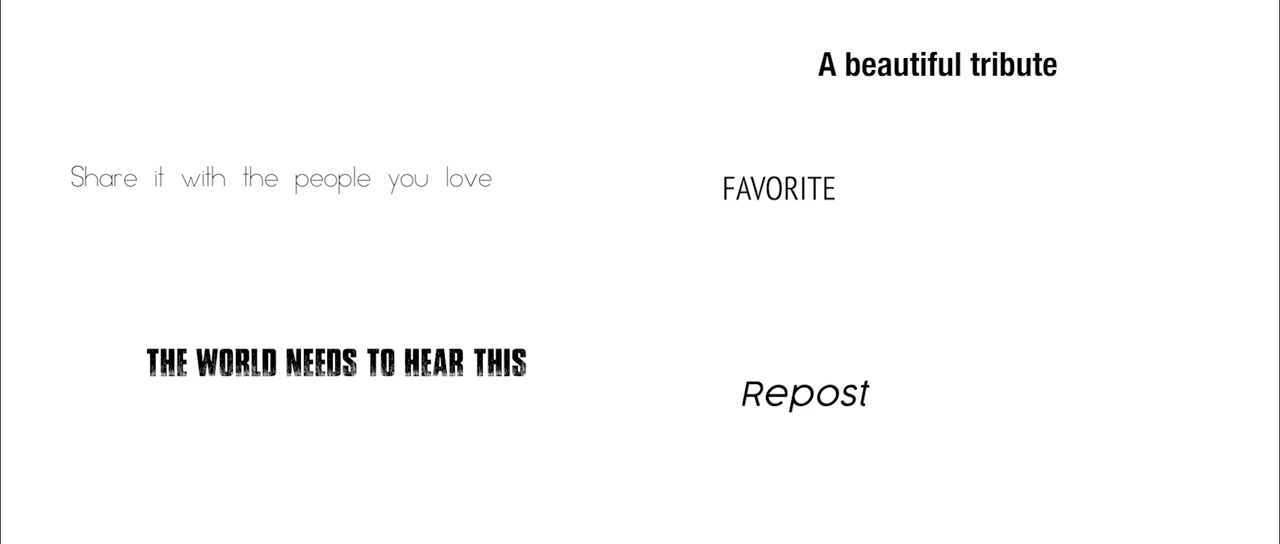 A beautiful tribute
Share it with the people you love
FAVORITE
THE WORLD NEEDS TO HEAR THIS
Repost